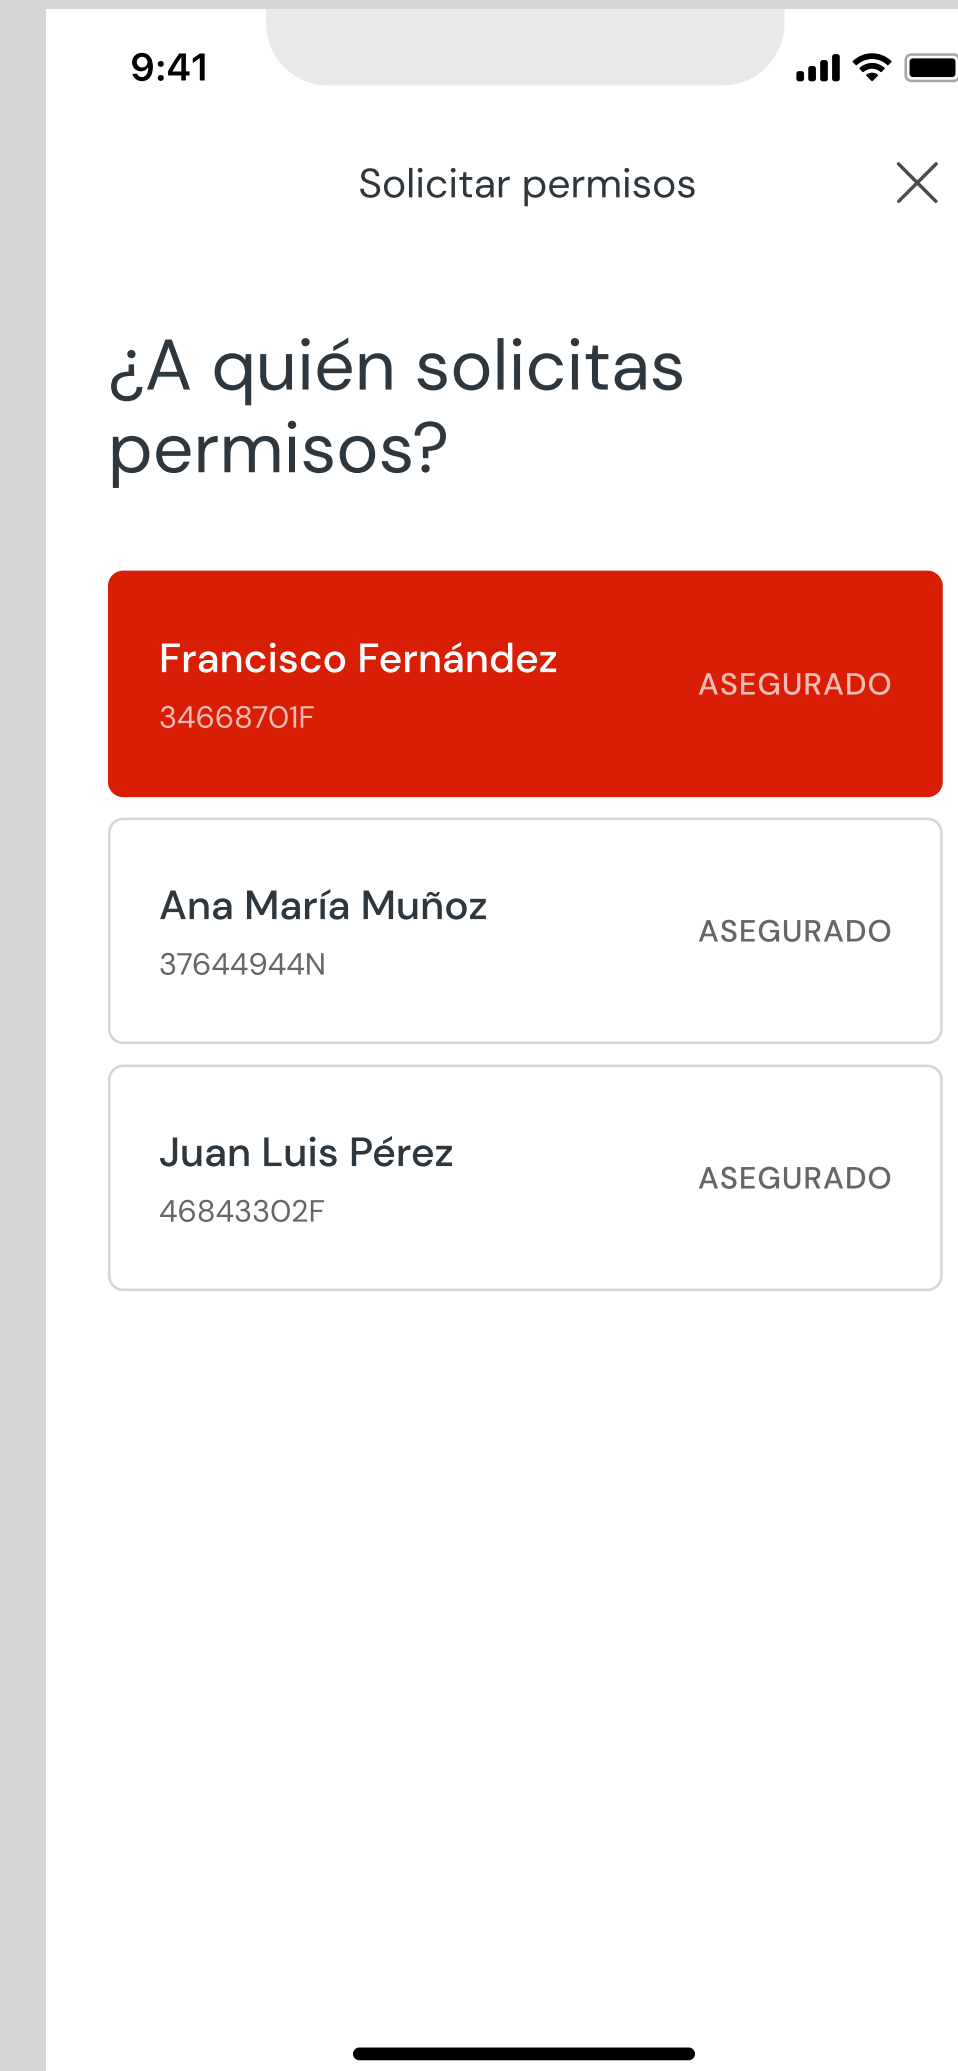 9:41
Solicitar permisos
¿A quién solicitas
permisos?
Francisco Fernández
ASEGURADO
34668701F
Ana María Muñoz
ASEGURADO
37644944N
Juan Luis Pérez
ASEGURADO
46843302F